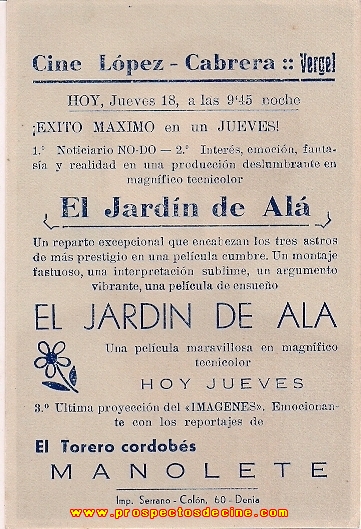 Cine López - Cabrera :: Vergel
HOY, Jueves 18, a las 9'45 noche
¡EXITO MAXIMO en un JUEVES!
1.º Noticiario NO-DO — 2.º Interés, emoción, fanta-
sía y realidad en una producción deslumbrante en
magnífico tecnicolor
El Jardín de Alá
Un reparto excepcional que encabezan los tres astros
de más prestigio en una película cumbre. Un montaje
fastuoso, una interpretación sublime, un argumento
vibrante, una película de ensueño
EL JARDIN DE ALA
Una película maravillosa en magnífico
tecnicolor
HOY JUEVES
3.º Ultima proyección del «IMAGENES». Emocionan-
te con los reportajes de
El Torero cordobés
MANOLETE
Imp. Serrano - Colón, 60 - Denia
www.prospectosdecine.com